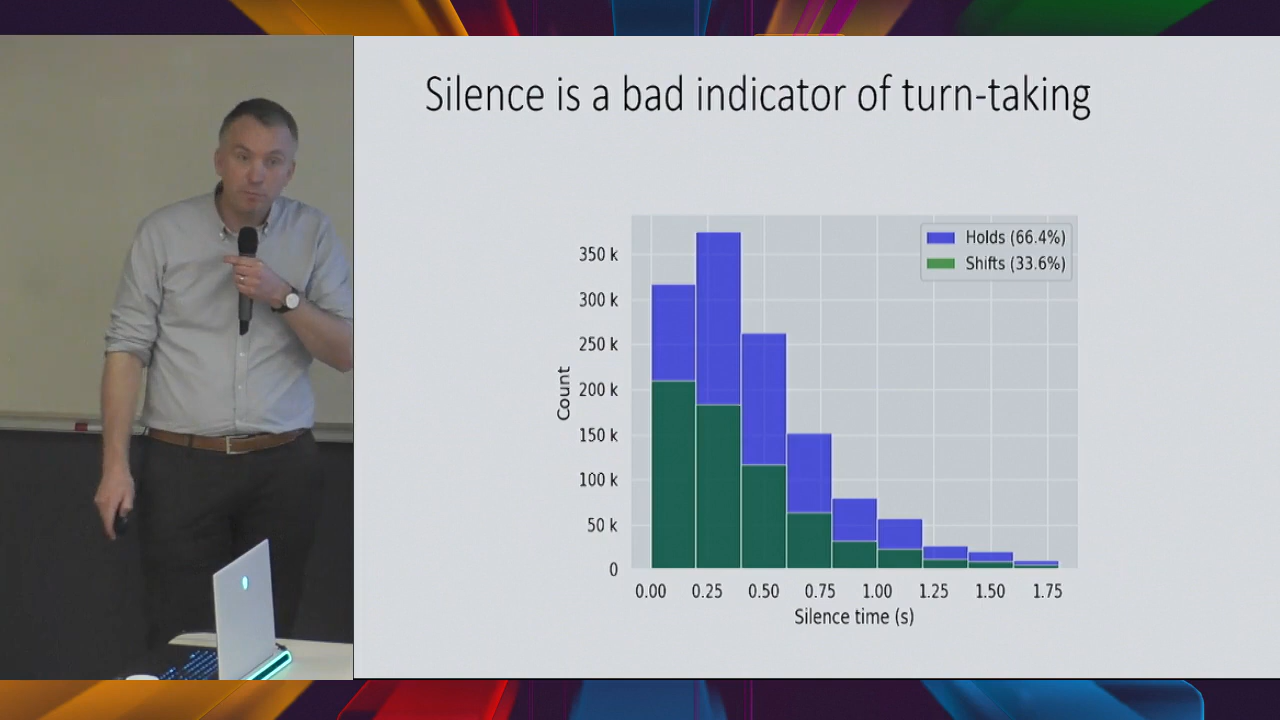 Silence is a bad indicator of turn-taking
Holds (66.4%)
Shifts (33.6%)
350 k
300 k
250 k
200 k
150 k
100 k
50 k
0
Count
0.00 0.25 0.50 0.75 1.00 1.25 1.50 1.75
Silence time (s)